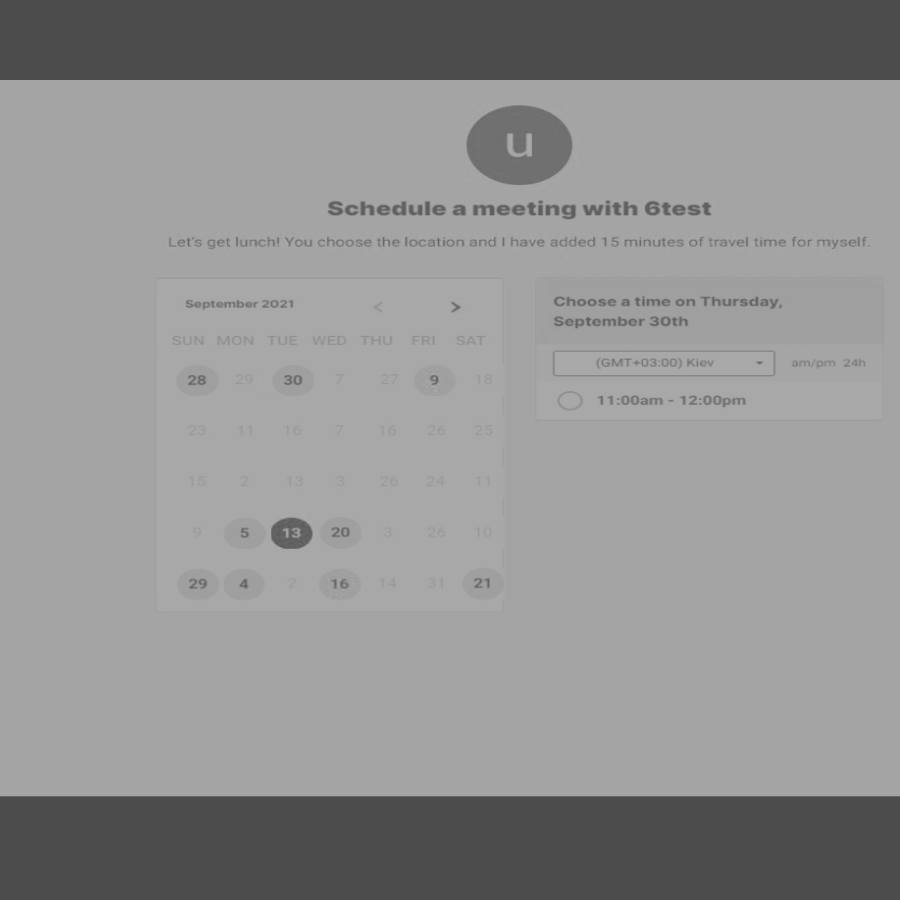 u
Schedule a meeting with 6test
Let's get lunch! You choose the location and I have added 15 minutes of travel time for myself.
September 2021 < >
SUN MON TUE WED THU FRI SAT
28 29 30 7 27 9 18
23 11 16 7 16 26 25
15 2 13 3 26 24 11
9 5 13 20 3 26 10
29 4 2 16 14 31 21
Choose a time on Thursday,
September 30th
(GMT+03:00) Kiev am/pm 24h
11:00am - 12:00pm